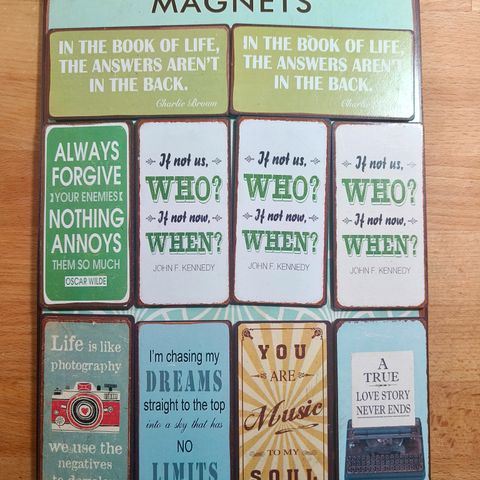 MAGNETS
IN THE BOOK OF LIFE,
THE ANSWERS AREN'T
IN THE BACK.
Charlie Brown
IN THE BOOK OF LIFE,
THE ANSWERS AREN'T
IN THE BACK.
ALWAYS
FORGIVE
YOUR ENEMIES
NOTHING
ANNOYS
THEM SO MUCH
OSCAR WILDE
If not us,
WHO?
If not now,
WHEN?
JOHN F. KENNEDY
If not us,
WHO?
If not now,
WHEN?
JOHN F. KENNEDY
If not us,
WHO?
If not now,
WHEN?
JOHN F. KENNEDY
Life is like
photography
we use the
negatives
to
I'm chasing my
DREAMS
straight to the top
into a sky that has
NO
LIMITS
YOU
ARE
Music
TO MY
SOUL
A
TRUE
LOVE STORY
NEVER ENDS